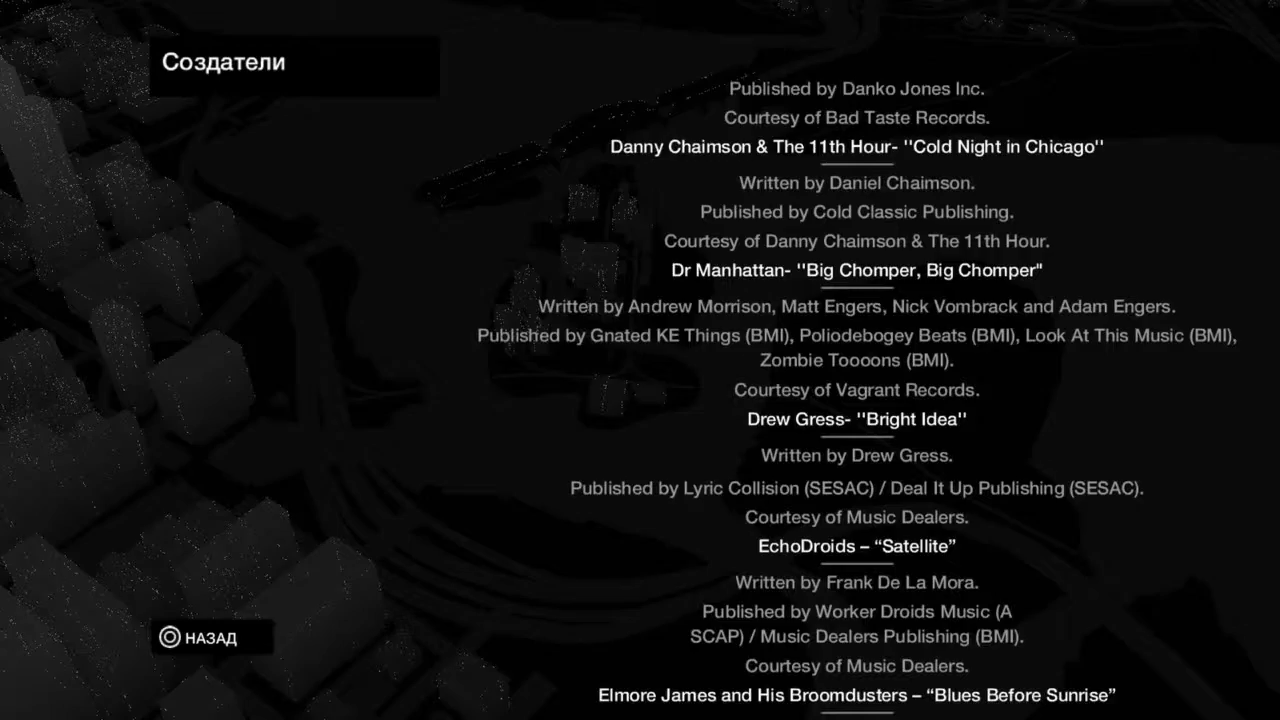 Создатели
Published by Danko Jones Inc.
Courtesy of Bad Taste Records.
Danny Chaimson & The 11th Hour- ''Cold Night in Chicago''
Written by Daniel Chaimson.
Published by Cold Classic Publishing.
Courtesy of Danny Chaimson & The 11th Hour.
Dr Manhattan- ''Big Chomper, Big Chomper"
Written by Andrew Morrison, Matt Engers, Nick Vombrack and Adam Engers.
Published by Gnated KE Things (BMI), Poliodebogey Beats (BMI), Look At This Music (BMI),
Zombie Toooons (BMI).
Courtesy of Vagrant Records.
Drew Gress- ''Bright Idea''
Written by Drew Gress.
Published by Lyric Collision (SESAC) / Deal It Up Publishing (SESAC).
Courtesy of Music Dealers.
EchoDroids – “Satellite”
Written by Frank De La Mora.
Published by Worker Droids Music (A
SCAP) / Music Dealers Publishing (BMI).
Courtesy of Music Dealers.
Elmore James and His Broomdusters – “Blues Before Sunrise”
НАЗАД